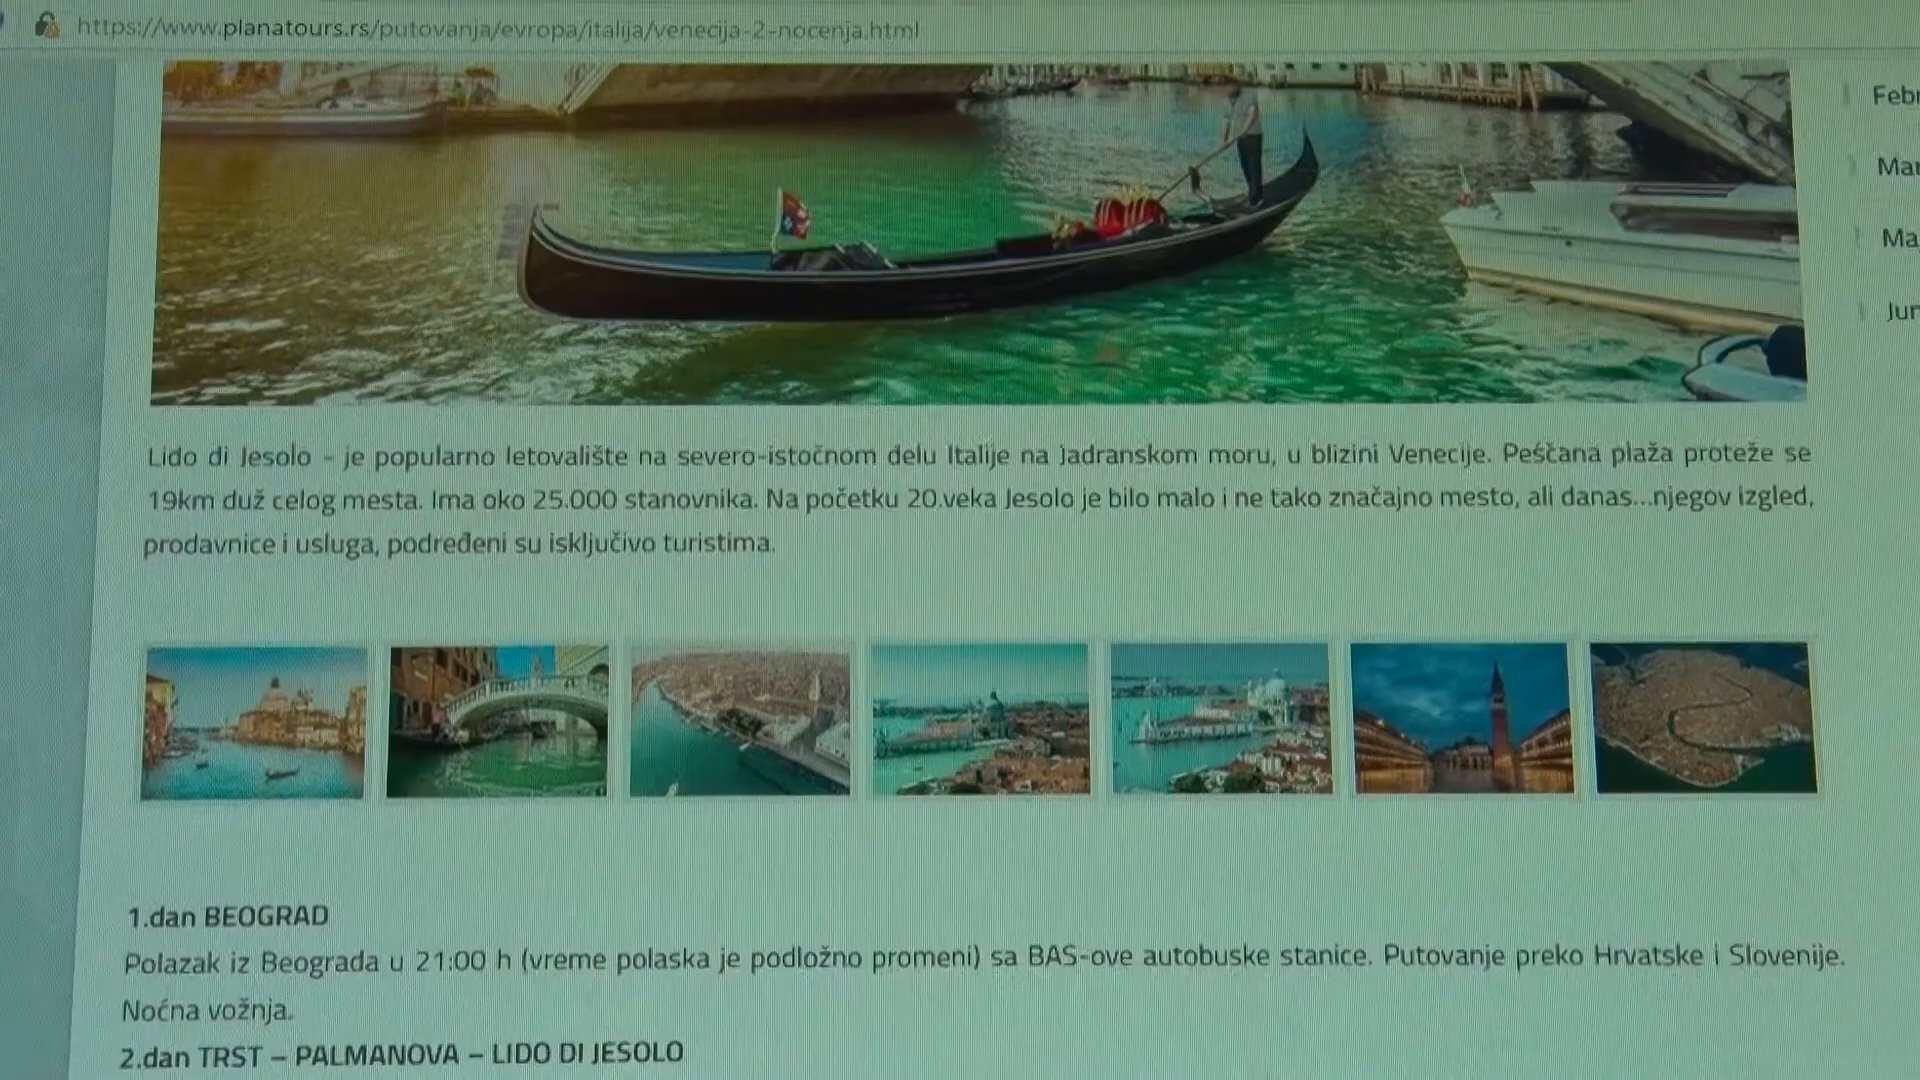 https://www.planatours.rs/putovanja/evropa/italija/venecija-2-nocenja.html
Lido di Jesolo - je popularno letovalište na severo-istočnom delu Italije na Jadranskom moru, u blizini Venecije. Peščana plaža proteže se
19km duž celog mesta. Ima oko 25.000 stanovnika. Na početku 20.veka Jesolo je bilo malo i ne tako značajno mesto, ali danas...njegov izgled,
prodavnice i usluga, podređeni su isključivo turistima.
1.dan BEOGRAD
Polazak iz Beograda u 21:00 h (vreme polaska je podložno promeni) sa BAS-ove autobuske stanice. Putovanje preko Hrvatske i Slovenije.
Noćna vožnja.
2.dan TRST – PALMANOVA – LIDO DI JESOLO